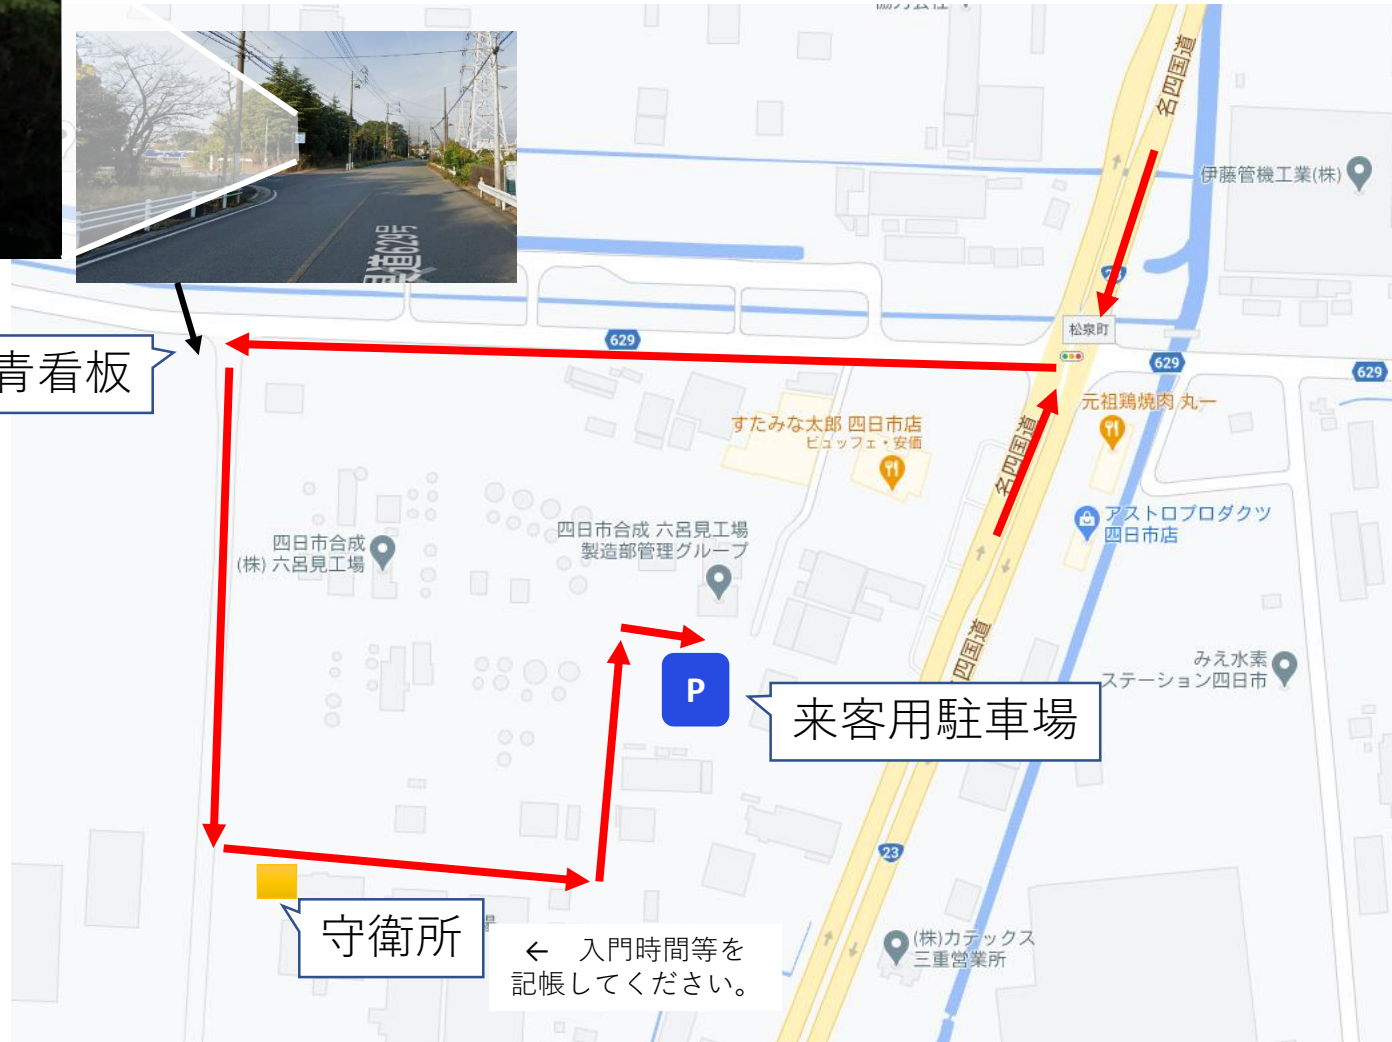 名四国道
伊藤管機工業(株)
県道629号
松泉町
629
629
629
青看板
元祖鶏焼肉 丸一
すたみな太郎 四日市店
ビュッフェ・安価
名四国道
アストロプロダクツ
四日市店
四日市合成
(株) 六呂見工場
四日市合成 六呂見工場
製造部管理グループ
四国道
みえ水素
ステーション四日市
P
来客用駐車場
23
守衛所
← 入門時間等を
記帳してください。
(株)カテックス
三重営業所